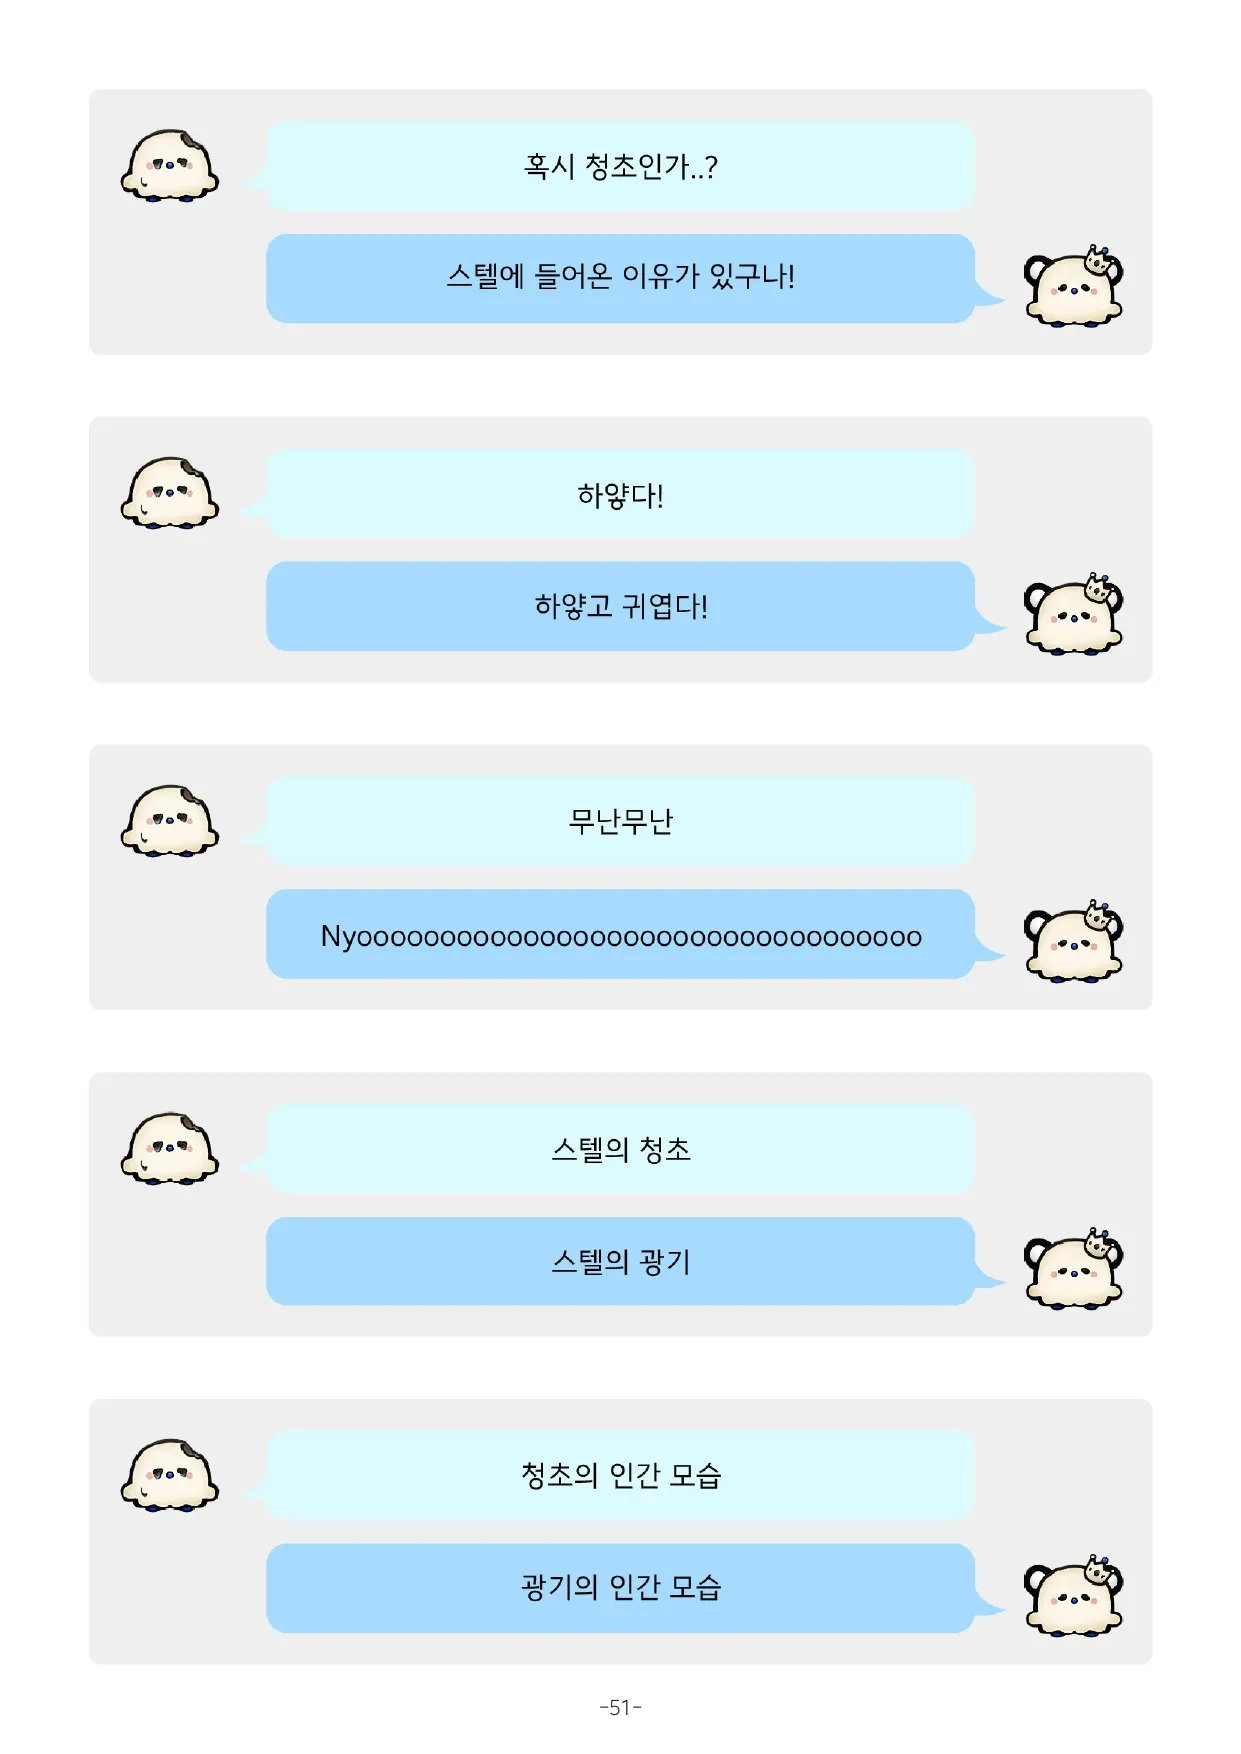 혹시 청초인가..?
스텔에 들어온 이유가 있구나!
하얗다!
하얗고 귀엽다!
무난무난
Nyoooooooooooooooooooooooooooooooooo
스텔의 청초
스텔의 광기
청초의 인간 모습
광기의 인간 모습
-51-